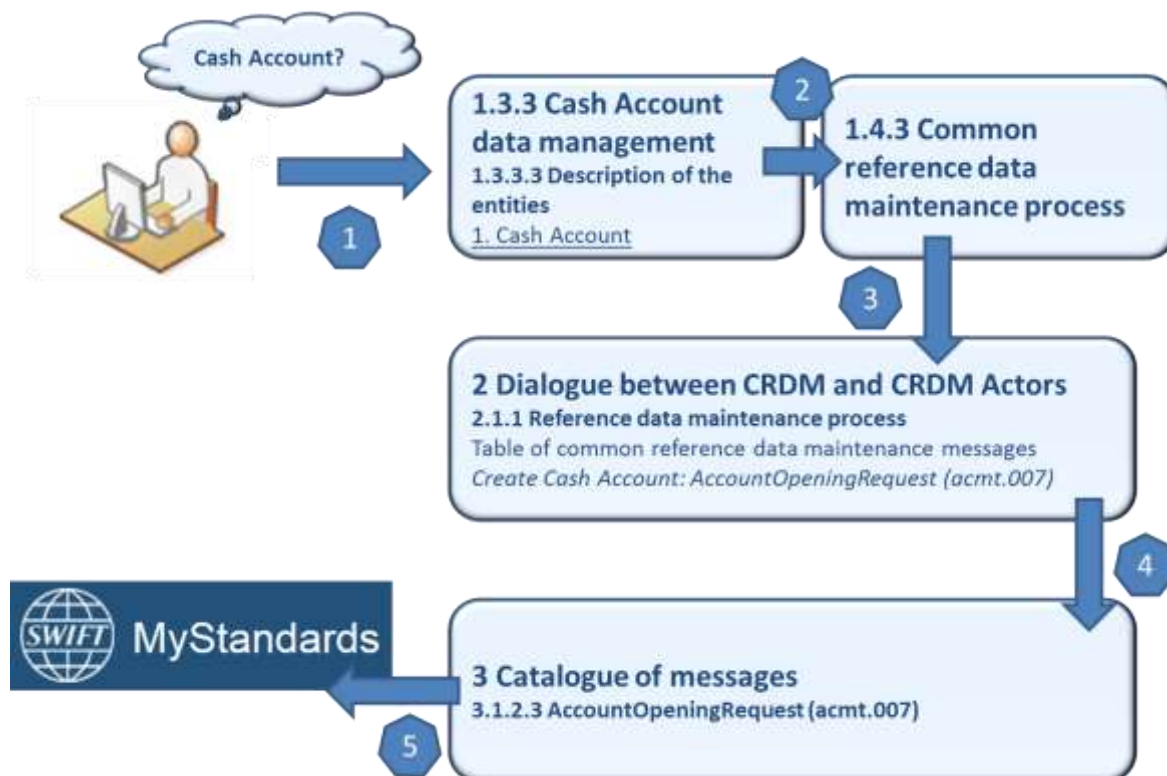 Cash Account?
1
1.3.3 Cash Account
data management
1.3.3.3 Description of the
entities
1. Cash Account
2
1.4.3 Common
reference data
maintenance process
3
2 Dialogue between CRDM and CRDM Actors
2.1.1 Reference data maintenance process
Table of common reference data maintenance messages
Create Cash Account: AccountOpeningRequest (acmt.007)
4
3 Catalogue of messages
3.1.2.3 AccountOpeningRequest (acmt.007)
5
SWIFT MyStandards